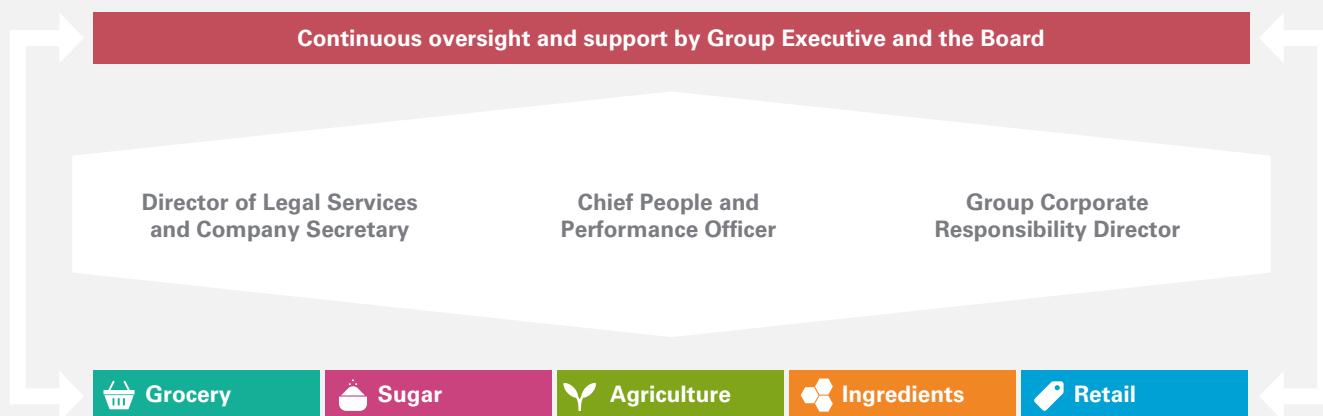 Continuous oversight and support by Group Executive and the Board
Director of Legal Services
and Company Secretary
Chief People and
Performance Officer
Group Corporate
Responsibility Director
Grocery
Sugar
Agriculture
Ingredients
Retail